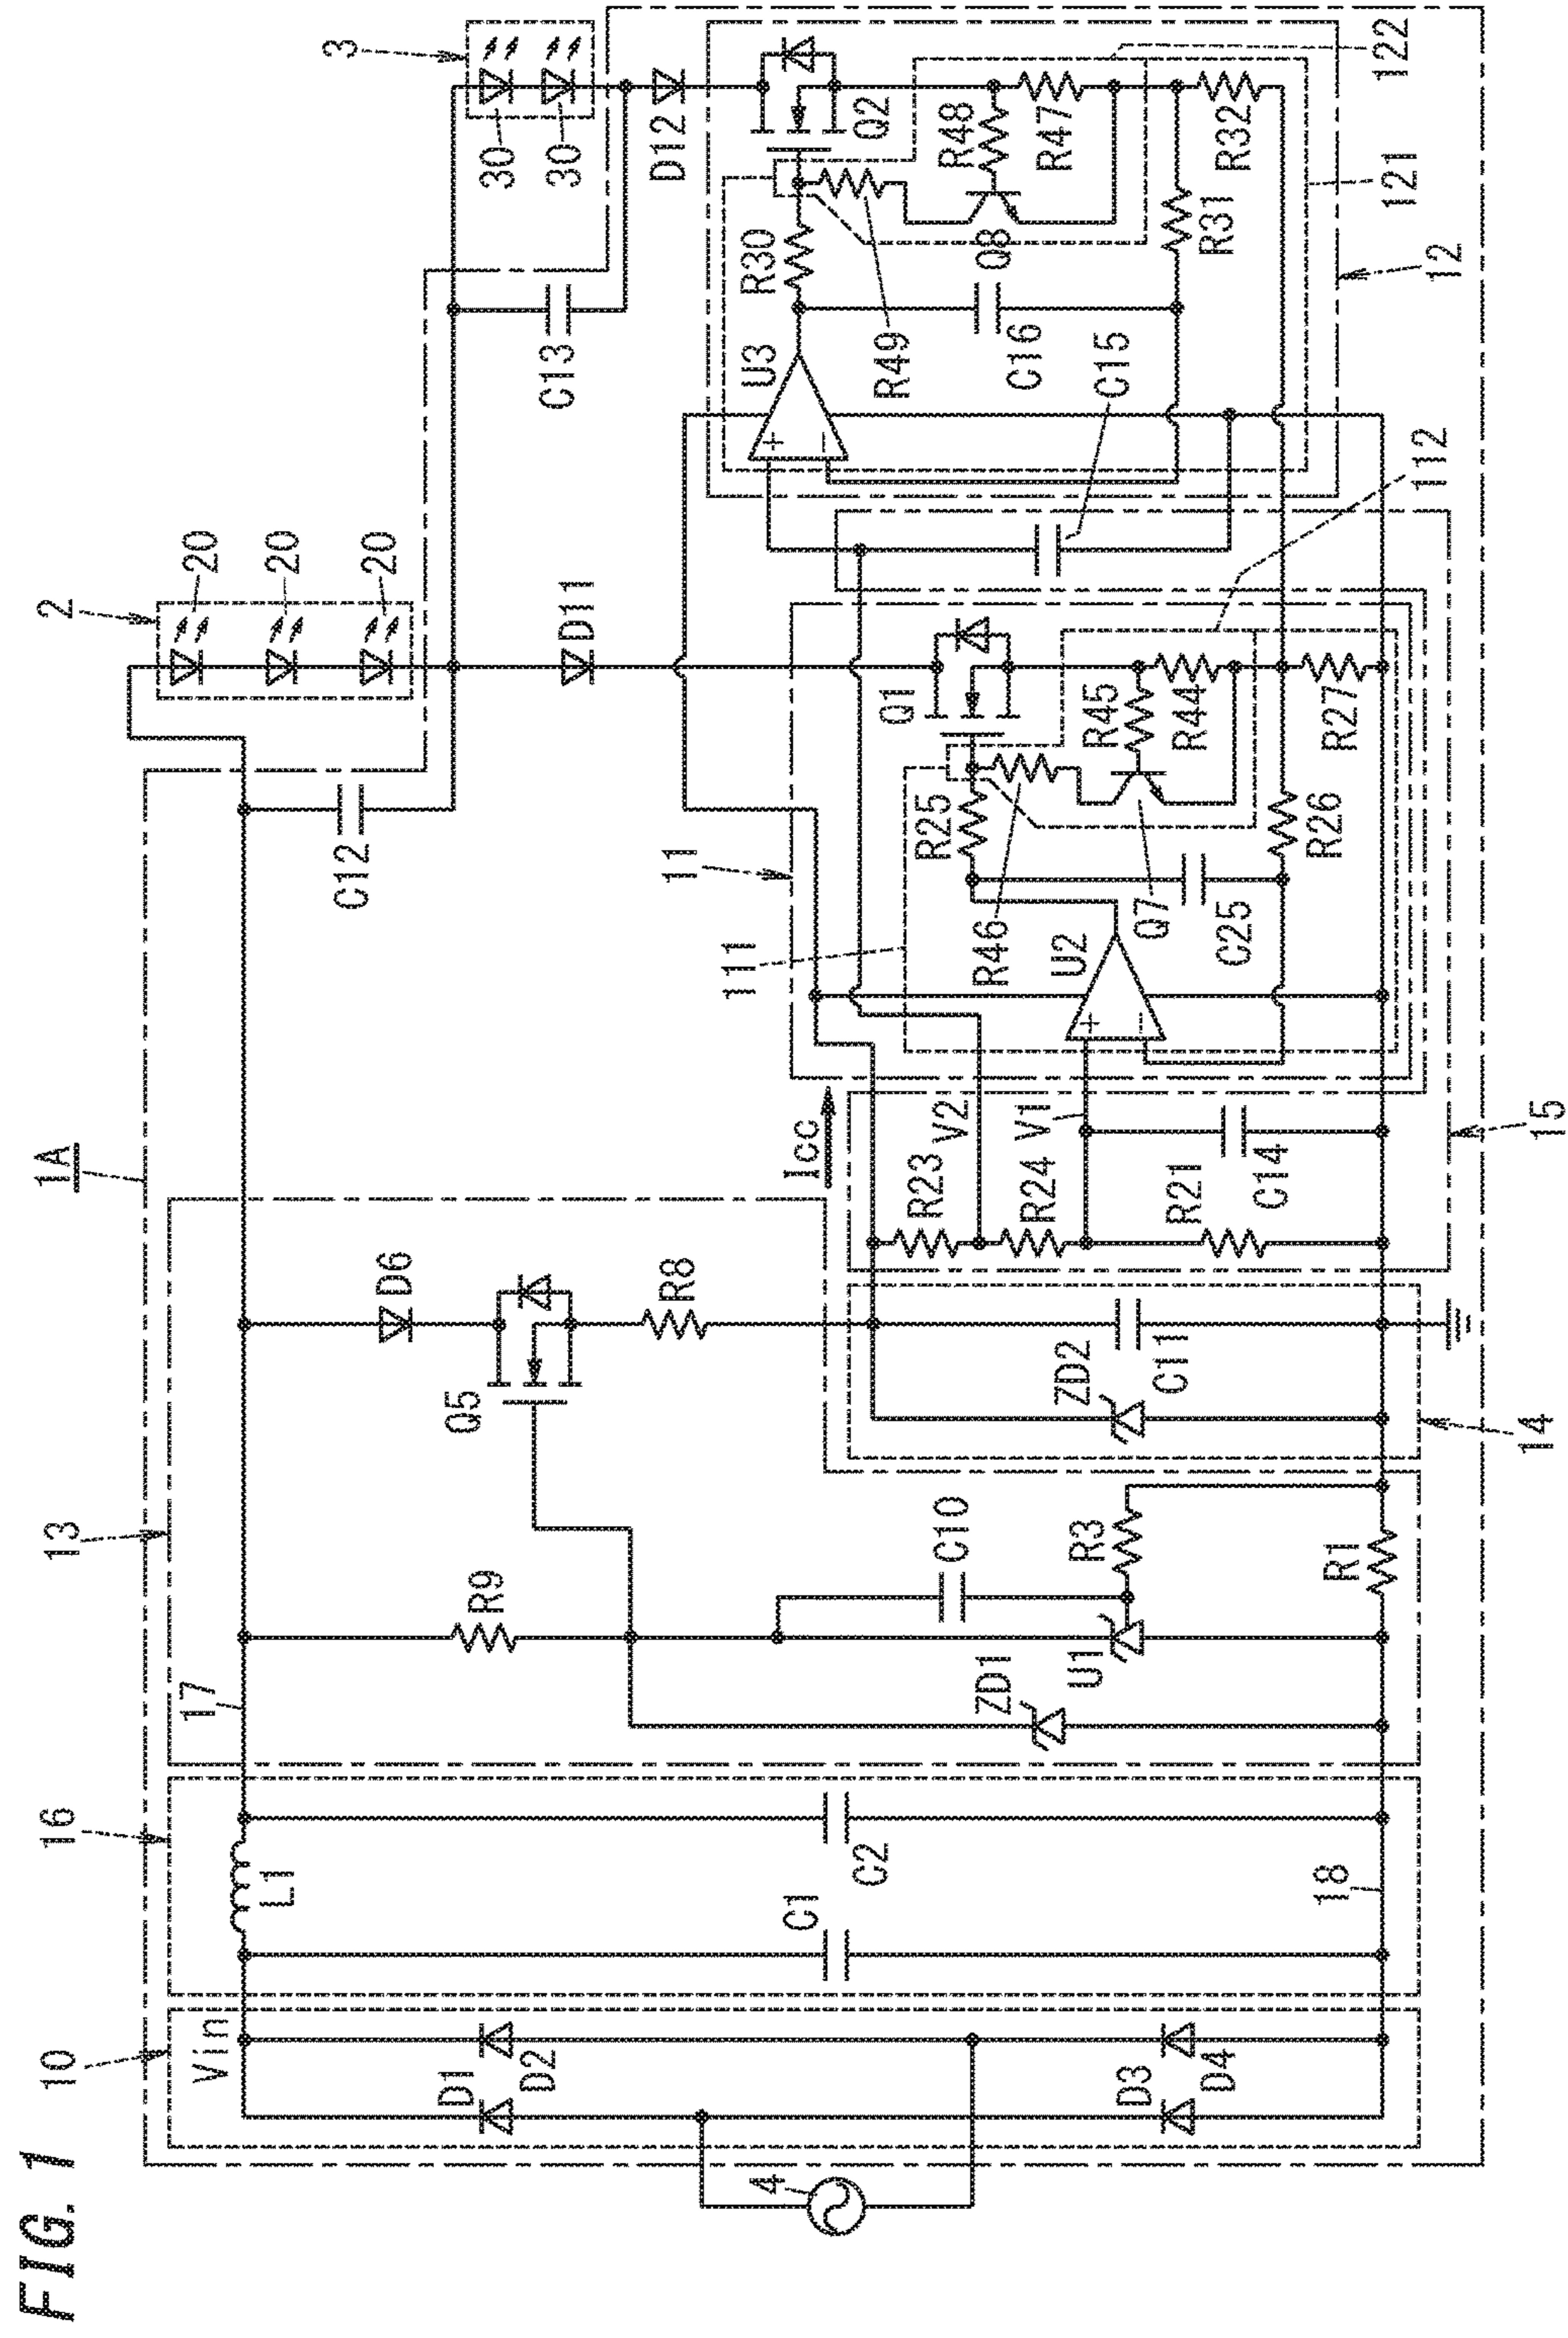 FIG. 1
1A
10
16
13
2
3
20
20
20
30
30
Vin
17
L1
C1
C2
R9
D6
Q5
R8
C12
C13
D11
D12
D1
D2
D3
D4
4
ZD1
U1
C10
R3
R1
18
ZD2
C11
14
Icc
R23
V2
R24
V1
R21
C14
15
11
111
R25
Q1
R46
U2
Q7
C25
R45
R44
R26
R27
112
U3
R30
Q2
R49
C16
C15
Q8
R48
R47
R31
R32
122
121
12